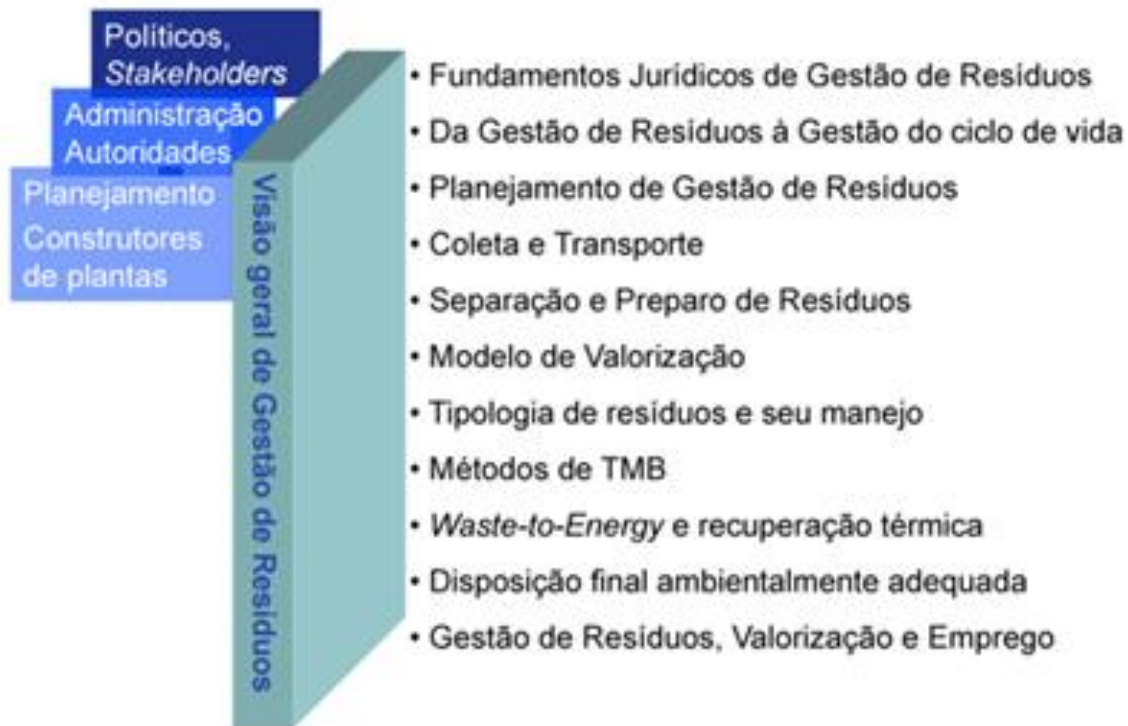 Políticos,
Stakeholders
Administração
Autoridades
Planejamento
Construtores
de plantas
Visão geral de Gestão de Resíduos
• Fundamentos Jurídicos de Gestão de Resíduos
• Da Gestão de Resíduos à Gestão do ciclo de vida
• Planejamento de Gestão de Resíduos
• Coleta e Transporte
• Separação e Preparo de Resíduos
• Modelo de Valorização
• Tipologia de resíduos e seu manejo
• Métodos de TMB
• Waste-to-Energy e recuperação térmica
• Disposição final ambientalmente adequada
• Gestão de Resíduos, Valorização e Emprego